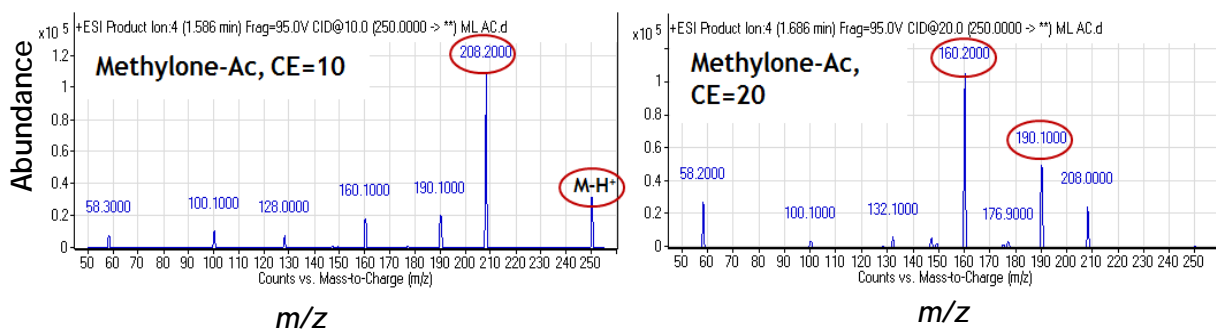 +ESI Product Ion:4 (1.586 min) Frag=95.0V CID@10.0 (250.0000 -> **) ML AC.d
x10 5
208.2000
Methylone-Ac, CE=10
1.2
1
0.8
0.6
0.4
0.2
0
Abundance
58.3000
100.1000
128.0000
160.1000
190.1000
M-H+
50 60 70 80 90 100 110 120 130 140 150 160 170 180 190 200 210 220 230 240 250
Counts vs. Mass-to-Charge (m/z)
m/z
+ESI Product Ion:4 (1.686 min) Frag=95.0V CID@20.0 (250.0000 -> **) ML AC.d
x10 5
160.2000
Methylone-Ac,
CE=20
1
0.8
0.6
0.4
0.2
0
190.1000
58.2000
100.1000
132.1000
176.9000
208.0000
50 60 70 80 90 100 110 120 130 140 150 160 170 180 190 200 210 220 230 240 250
Counts vs. Mass-to-Charge (m/z)
m/z